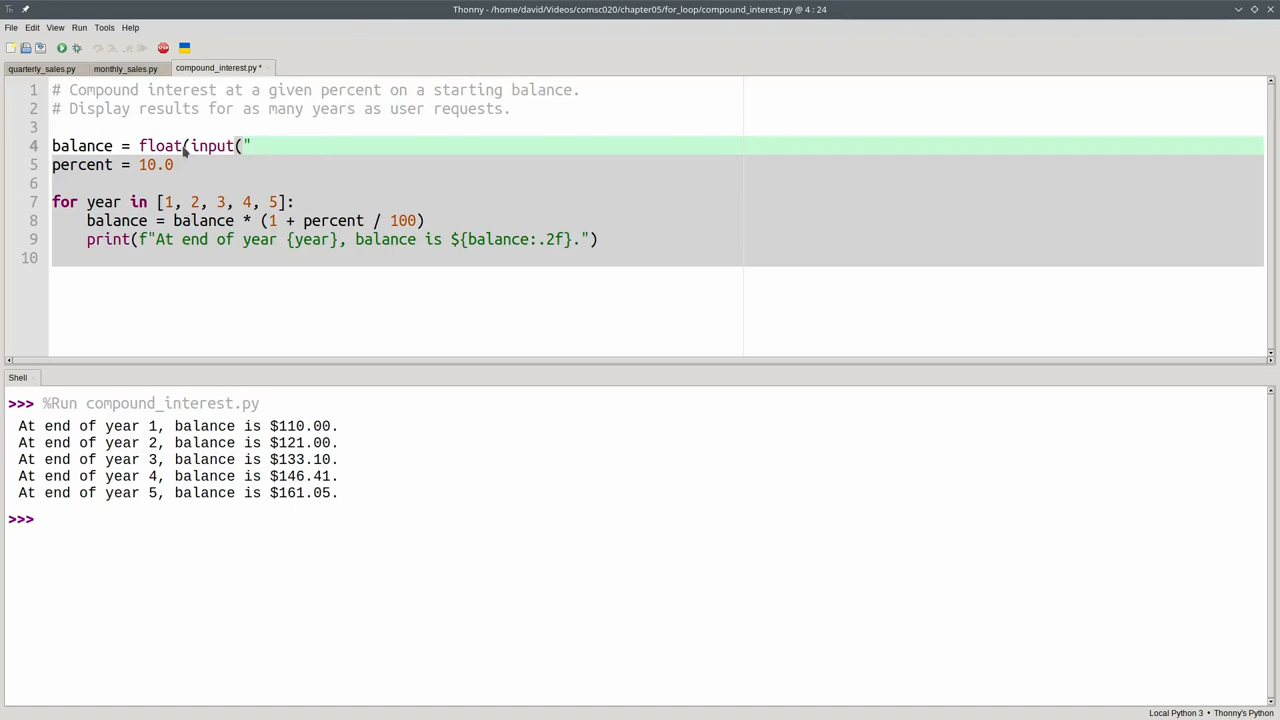 Thonny - /home/david/Videos/comsc020/chapter05/for_loop/compound_interest.py @ 4 : 24
File Edit View Run Tools Help
quarterly_sales.py monthly_sales.py compound_interest.py *
1 # Compound interest at a given percent on a starting balance.
2 # Display results for as many years as user requests.
3
4 balance = float(input("
5 percent = 10.0
6
7 for year in [1, 2, 3, 4, 5]:
8     balance = balance * (1 + percent / 100)
9     print(f"At end of year {year}, balance is ${balance:.2f}.")
10
Shell
>>> %Run compound_interest.py
At end of year 1, balance is $110.00.
At end of year 2, balance is $121.00.
At end of year 3, balance is $133.10.
At end of year 4, balance is $146.41.
At end of year 5, balance is $161.05.
>>>
Local Python 3 • Thonny's Python